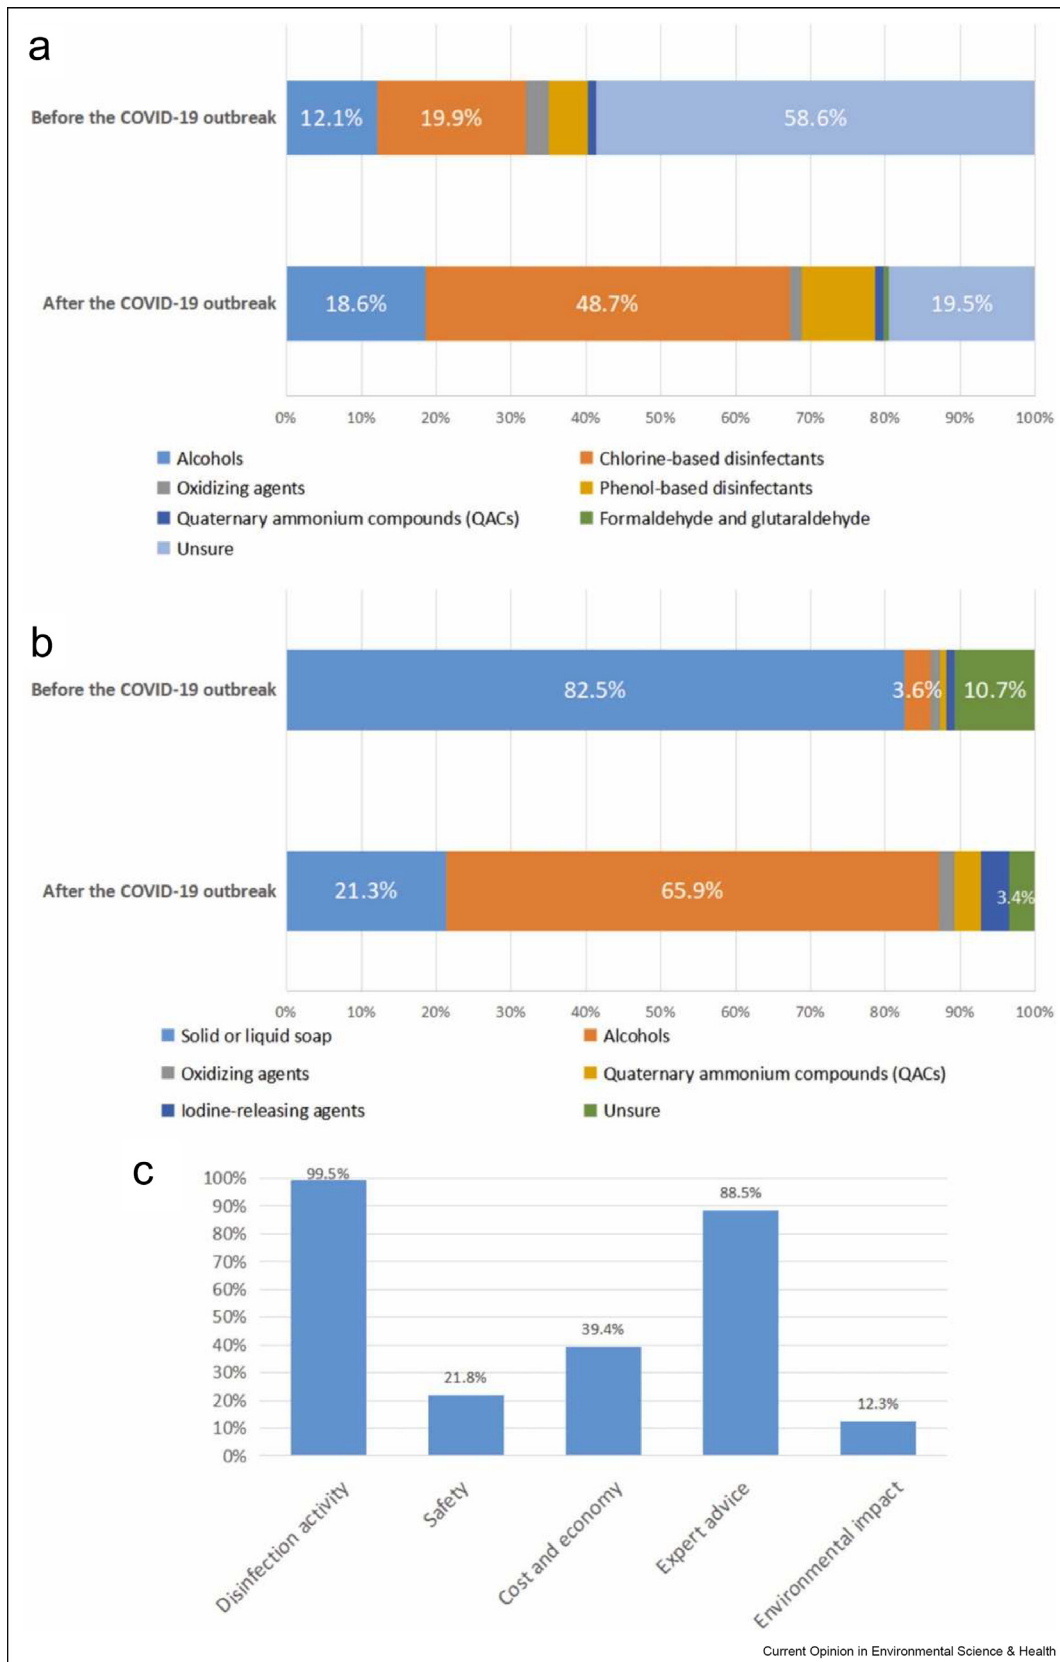 a
Before the COVID-19 outbreak
12.1% 19.9% 58.6%
After the COVID-19 outbreak
18.6% 48.7% 19.5%
0% 10% 20% 30% 40% 50% 60% 70% 80% 90% 100%
Alcohols Chlorine-based disinfectants
Oxidizing agents Phenol-based disinfectants
Quaternary ammonium compounds (QACs) Formaldehyde and glutaraldehyde
Unsure
b
Before the COVID-19 outbreak
82.5% 3.6% 10.7%
After the COVID-19 outbreak
21.3% 65.9% 3.4%
0% 10% 20% 30% 40% 50% 60% 70% 80% 90% 100%
Solid or liquid soap Alcohols
Oxidizing agents Quaternary ammonium compounds (QACs)
Iodine-releasing agents Unsure
c
100%
90%
80%
70%
60%
50%
40%
30%
20%
10%
0%
99.5%
21.8%
39.4%
88.5%
12.3%
Disinfection activity
Safety
Cost and economy
Expert advice
Environmental impact
Current Opinion in Environmental Science & Health